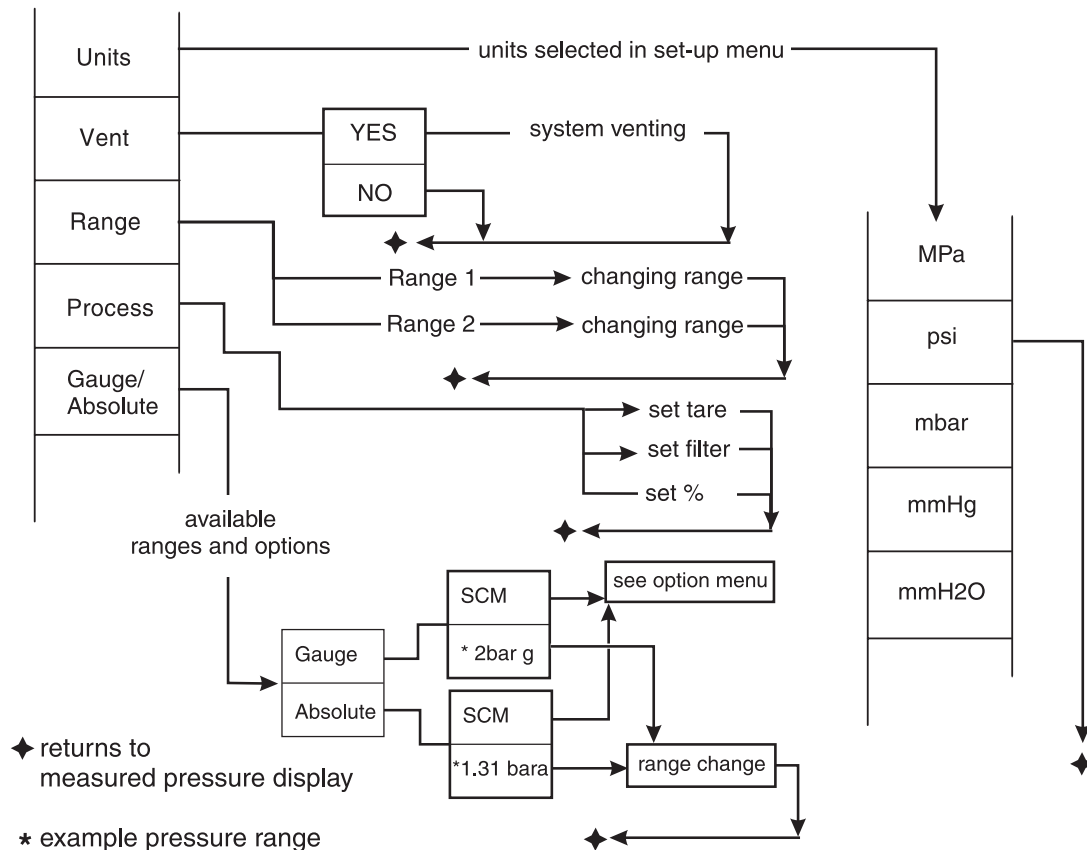 Units
units selected in set-up menu
Vent
YES
system venting
NO
Range
Range 1
changing range
Range 2
changing range
Process
Gauge/
Absolute
set tare
set filter
set %
MPa
psi
mbar
mmHg
mmH2O
available
ranges and options
Gauge
Absolute
SCM
* 2bar g
SCM
*1.31 bara
see option menu
range change
returns to
measured pressure display
* example pressure range